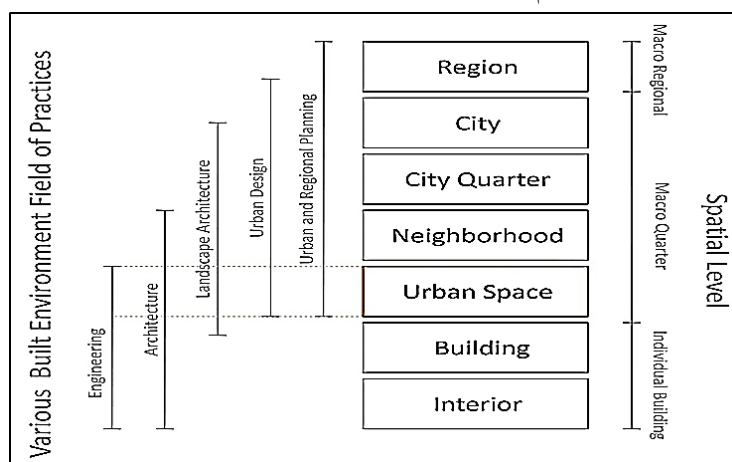 Various Built Environment Field of Practices
Engineering
Architecture
Landscape Architecture
Urban Design
Urban and Regional Planning
Region
City
City Quarter
Neighborhood
Urban Space
Building
Interior
Macro Regional
Macro Quarter
Individual Building
Spatial Level